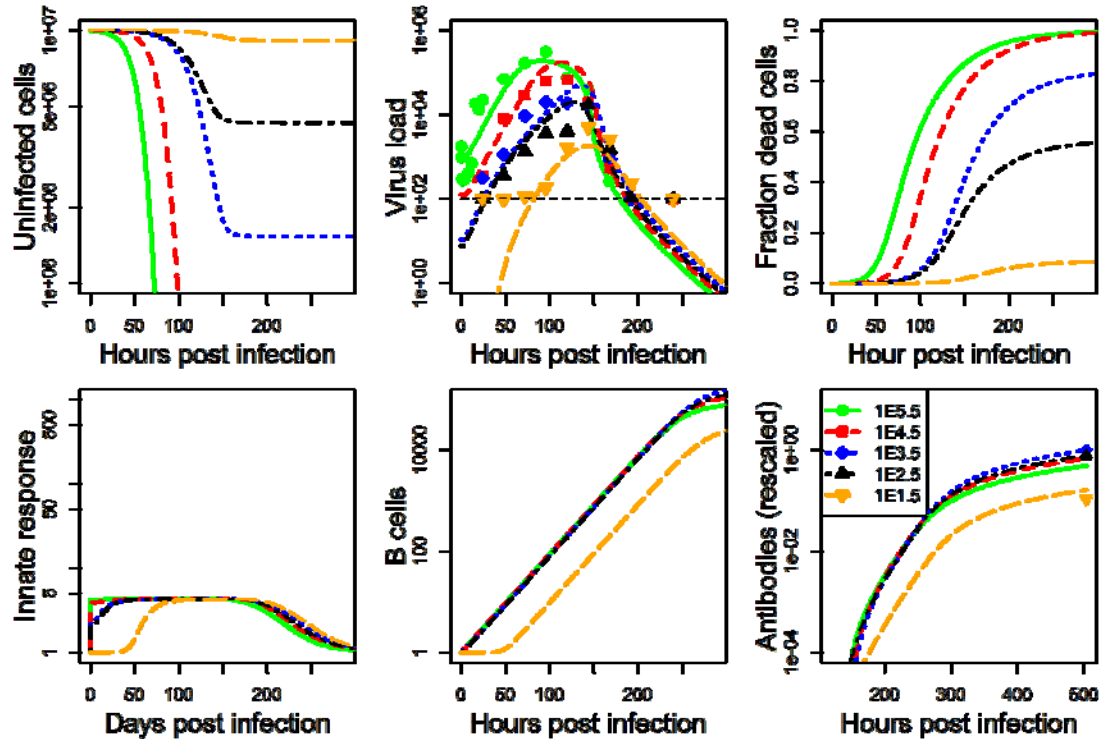 Uninfected cells
1e+07
5e+06
2e+06
1e+06
0 50 100 200
Hours post infection
Virus load
1e+06
1e+04
1e+02
1e+00
0 50 100 200
Hours post infection
Fraction dead cells
1.0
0.8
0.6
0.4
0.2
0.0
0 50 100 200
Hour post infection
Innate response
500
50
5
1
0 50 100 200
Days post infection
B cells
10000
100
1
0 50 100 200
Hours post infection
Antibodies (rescaled)
1e+00
1e-02
1e-04
1E5.5
1E4.5
1E3.5
1E2.5
1E1.5
200 300 400 500
Hours post infection